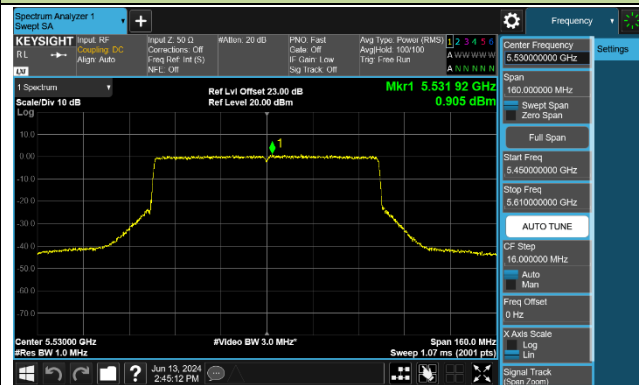 Spectrum Analyzer 1
Swept SA
Frequency
KEYSIGHT
Input: RF
Input Z: 50 Ω
#Atten: 20 dB
PNO: Fast
Avg Type: Power (RMS)
1 2 3 4 5 6
RL
Coupling: DC
Corrections: Off
Gate: Off
Avg|Hold: 100/100
A W W W W W
Align: Auto
Freq Ref: Int (S)
IF Gain: Low
Trig: Free Run
NFE: Off
Sig Track: Off
A N N N N N
LXI
1 Spectrum
Ref Lvl Offset 23.00 dB
Mkr1 5.531 92 GHz
Scale/Div 10 dB
Ref Level 20.00 dBm
0.905 dBm
Log
10.0
0.00
-10.0
-20.0
-30.0
-40.0
-50.0
-60.0
-70.0
1
Center 5.53000 GHz
#Video BW 3.0 MHz*
Span 160.0 MHz
#Res BW 1.0 MHz
Sweep 1.07 ms (2001 pts)
Jun 13, 2024
2:45:12 PM
Center Frequency
5.530000000 GHz
Settings
Span
160.000000 MHz
Swept Span
Zero Span
Full Span
Start Freq
5.450000000 GHz
Stop Freq
5.610000000 GHz
AUTO TUNE
CF Step
16.000000 MHz
Auto
Man
Freq Offset
0 Hz
X Axis Scale
Log
Lin
Signal Track
(Span Zoom)